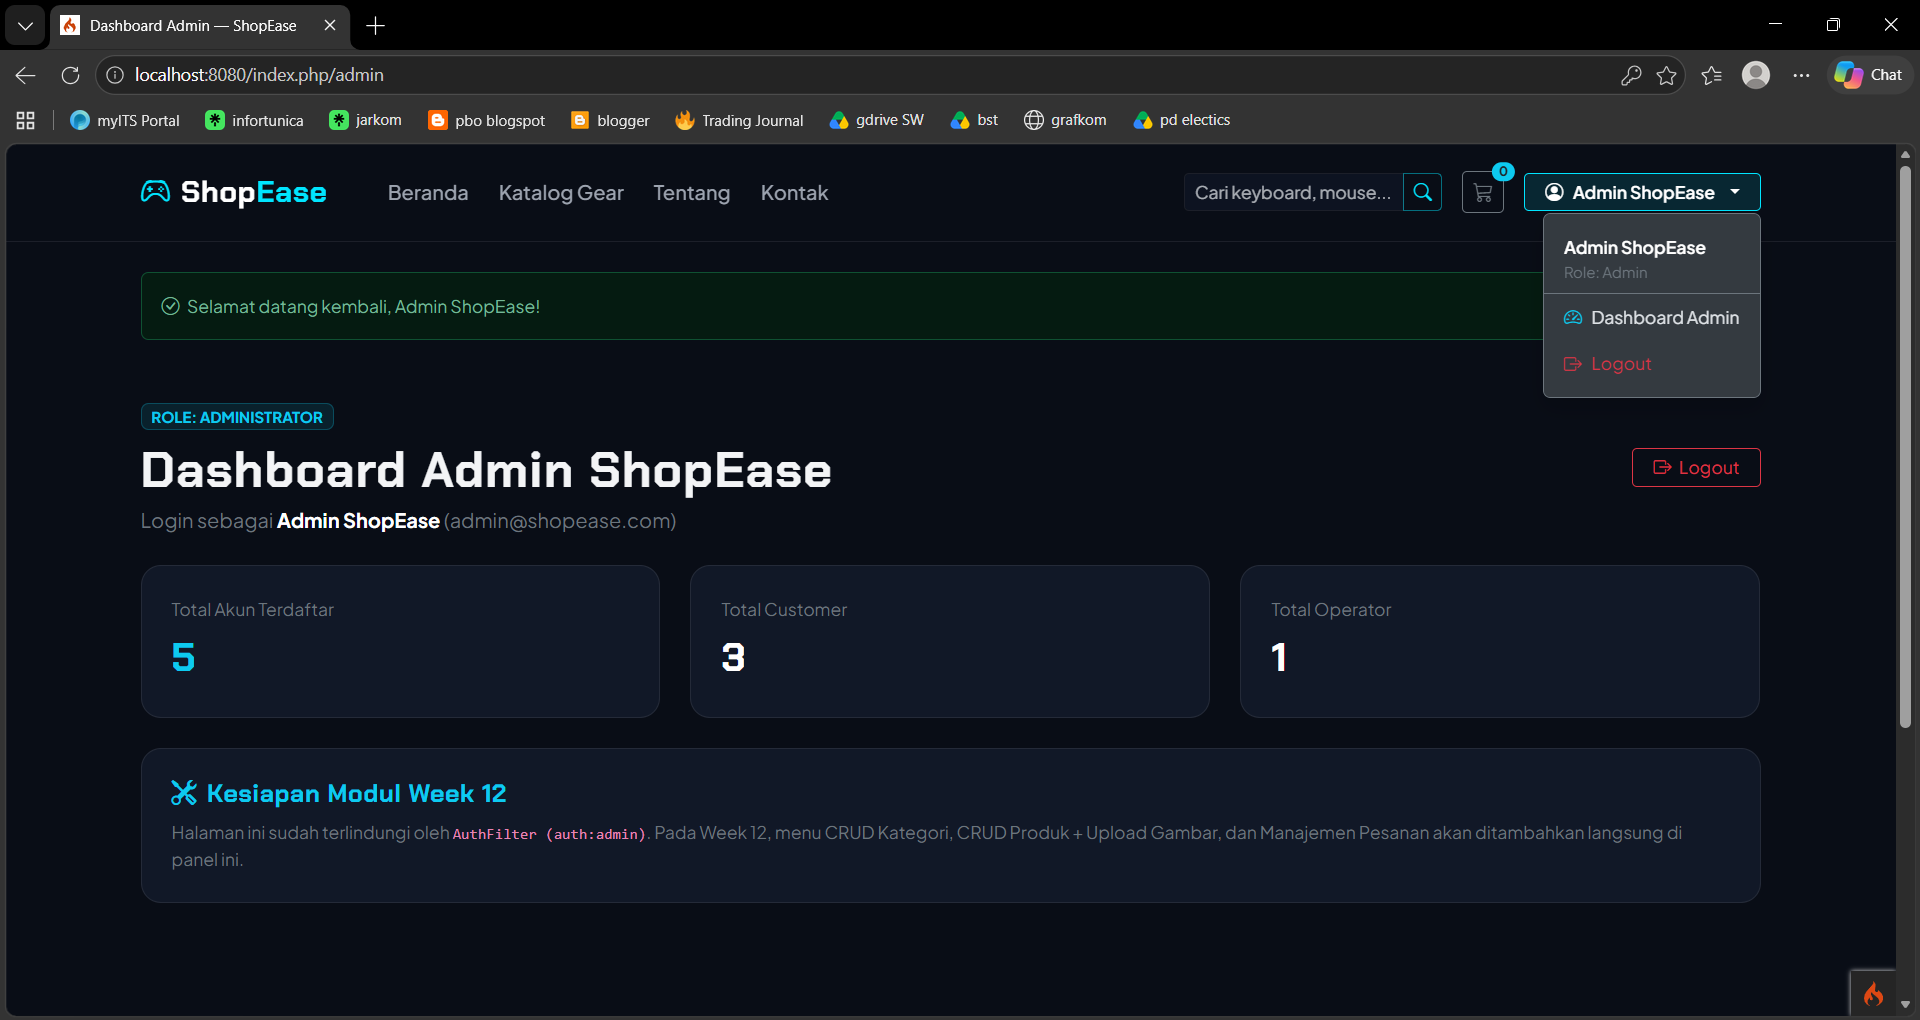 Dashboard Admin — ShopEase
localhost:8080/index.php/admin
Chat
myITS Portal
infortunica
jarkom
pbo blogspot
blogger
Trading Journal
gdrive SW
bst
grafkom
pd electics
ShopEase
Beranda
Katalog Gear
Tentang
Kontak
Cari keyboard, mouse...
0
Admin ShopEase
Admin ShopEase
Role: Admin
Dashboard Admin
Logout
Selamat datang kembali, Admin ShopEase!
ROLE: ADMINISTRATOR
Dashboard Admin ShopEase
Logout
Login sebagai Admin ShopEase (admin@shopease.com)
Total Akun Terdaftar
5
Total Customer
3
Total Operator
1
Kesiapan Modul Week 12
Halaman ini sudah terlindungi oleh AuthFilter (auth:admin). Pada Week 12, menu CRUD Kategori, CRUD Produk + Upload Gambar, dan Manajemen Pesanan akan ditambahkan langsung di
panel ini.